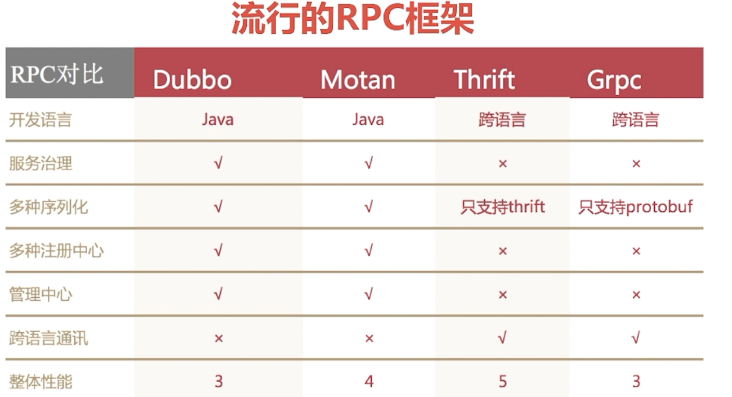 流行的RPC框架
RPC对比 Dubbo Motan Thrift Grpc
开发语言 Java Java 跨语言 跨语言
服务治理 √ √ × ×
多种序列化 √ √ 只支持thrift 只支持protobuf
多种注册中心 √ √ × ×
管理中心 √ √ × ×
跨语言通讯 × × √ √
整体性能 3 4 5 3